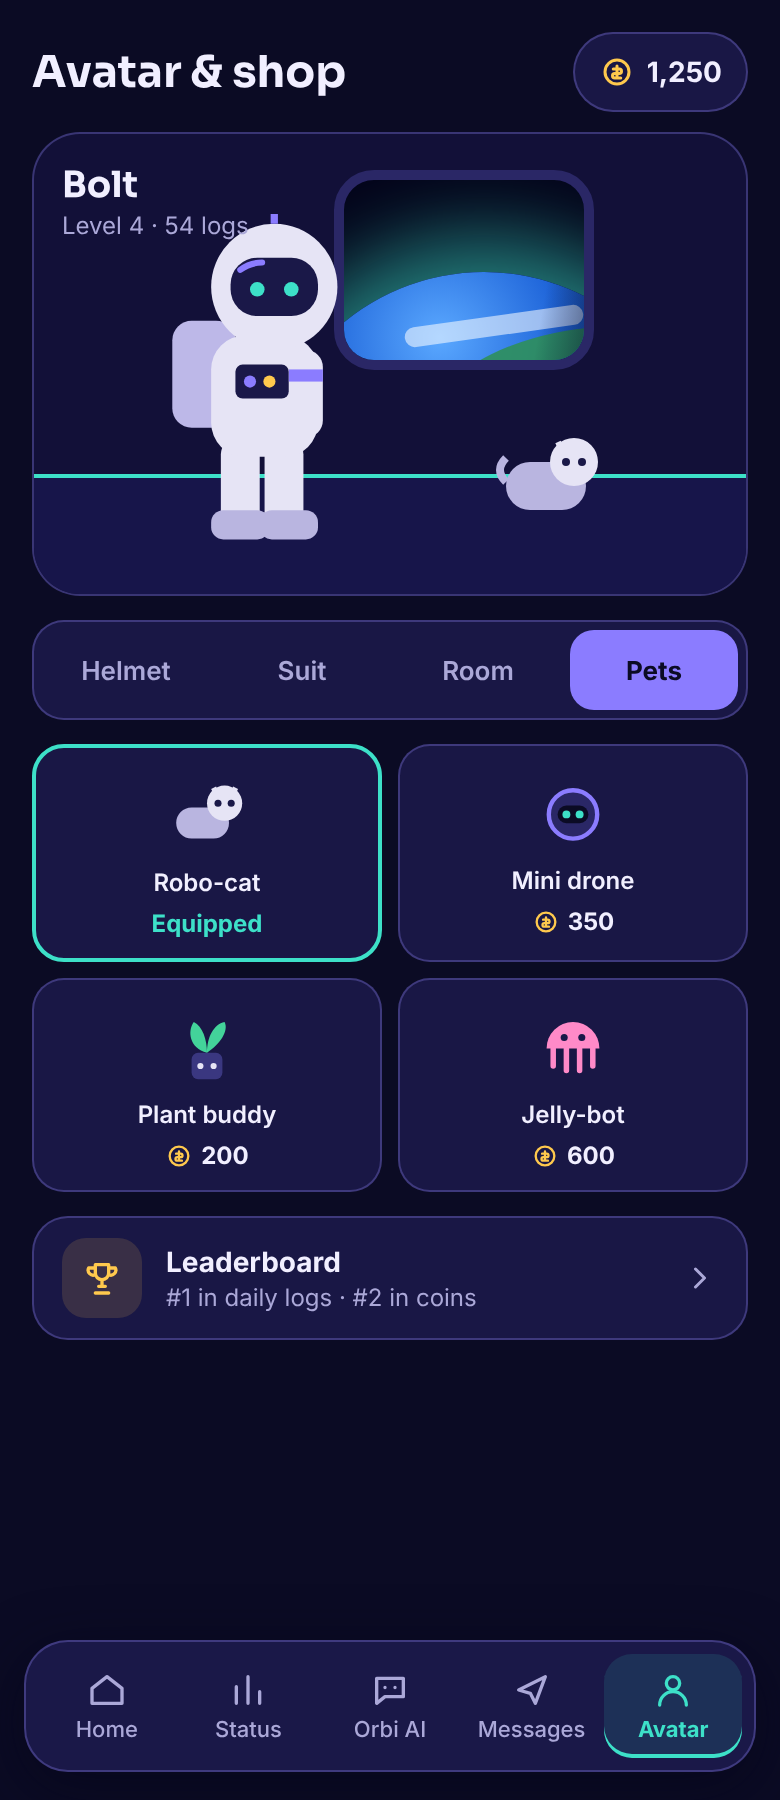 Avatar & shop
1,250
Bolt
Level 4 · 54 logs
Helmet Suit Room Pets
Robo-cat
Equipped
Mini drone
350
Plant buddy
200
Jelly-bot
600
Leaderboard
#1 in daily logs · #2 in coins
Home Status Orbi AI Messages Avatar